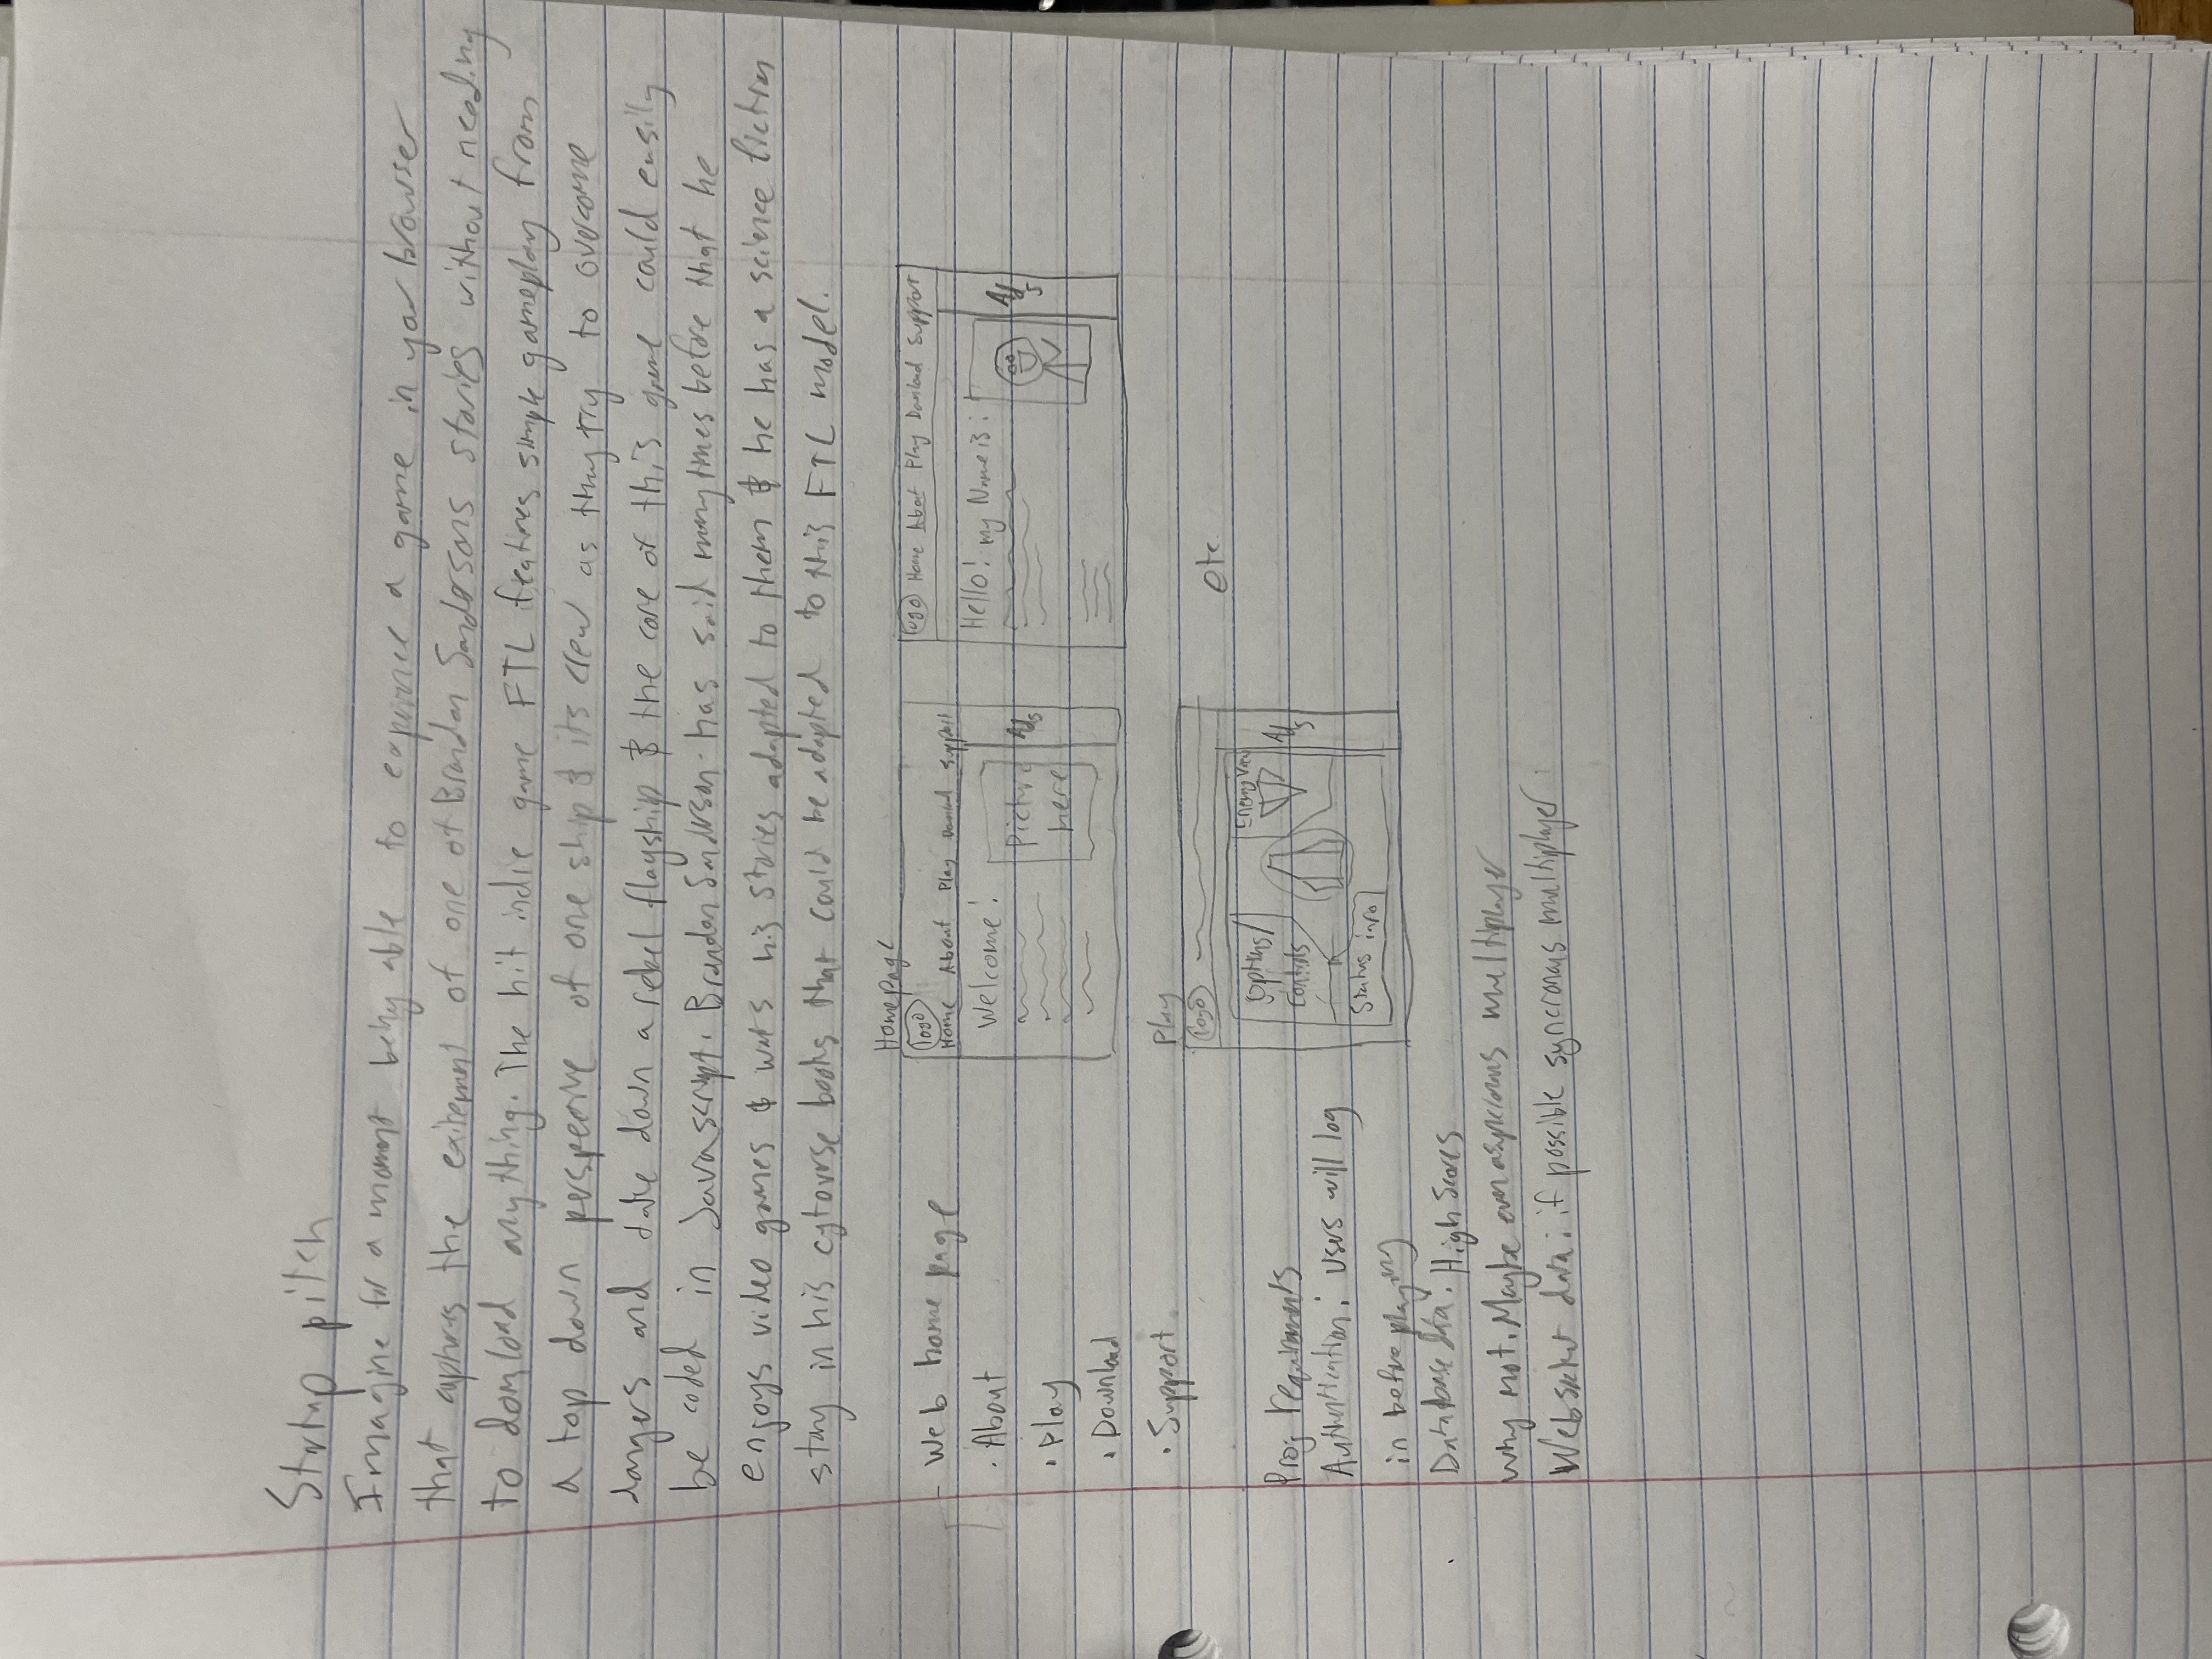 Startup pitch
Imagine for a moment being able to experience a game in your browser
that captures the exitement of one of Brandon Sandersons stories without needing
to download anything. The hit indie game FTL features simple gameplay from
a top down perspective of one ship & its crew as they try to overcome
dangers and take down a rebel flagship & the core of this game could easily
be coded in Javascript. Brandon Sanderson has said many times before that he
enjoys video games & wants his stories adapted to them & he has a science fiction
story in his cytoverse books that could be adapted to this FTL model.
- Web home page
· About
· Play
· Download
· Support
Homepage
logo
Home About Play Download Support
Welcome!
Picture
here
Ads
logo Home About Play Download Support
Hello! my Name is:
Ads
Play
logo
Options/
Controls
Enemy View
Status info
Ads
etc.
Prog requirments
Authentication: Users will log
in before playing
Database data: High Scores
Why not. Maybe even asyncronous multiplayer
Websocket data: if possible syncronous multiplayer